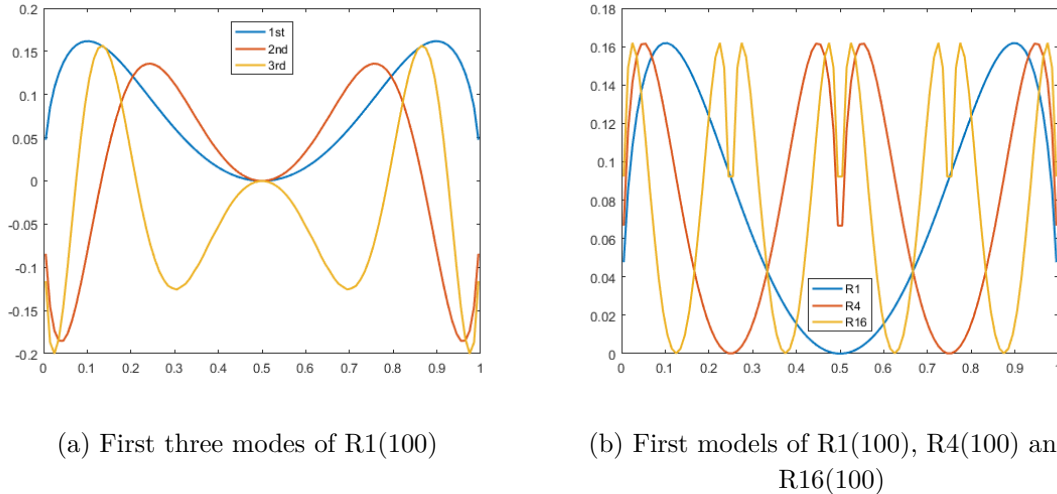 0.2
0.15
0.1
0.05
0
-0.05
-0.1
-0.15
-0.2
0 0.1 0.2 0.3 0.4 0.5 0.6 0.7 0.8 0.9 1
1st
2nd
3rd
(a) First three modes of R1(100)
0.18
0.16
0.14
0.12
0.1
0.08
0.06
0.04
0.02
0
0 0.1 0.2 0.3 0.4 0.5 0.6 0.7 0.8 0.9 1
R1
R4
R16
(b) First models of R1(100), R4(100) an
R16(100)